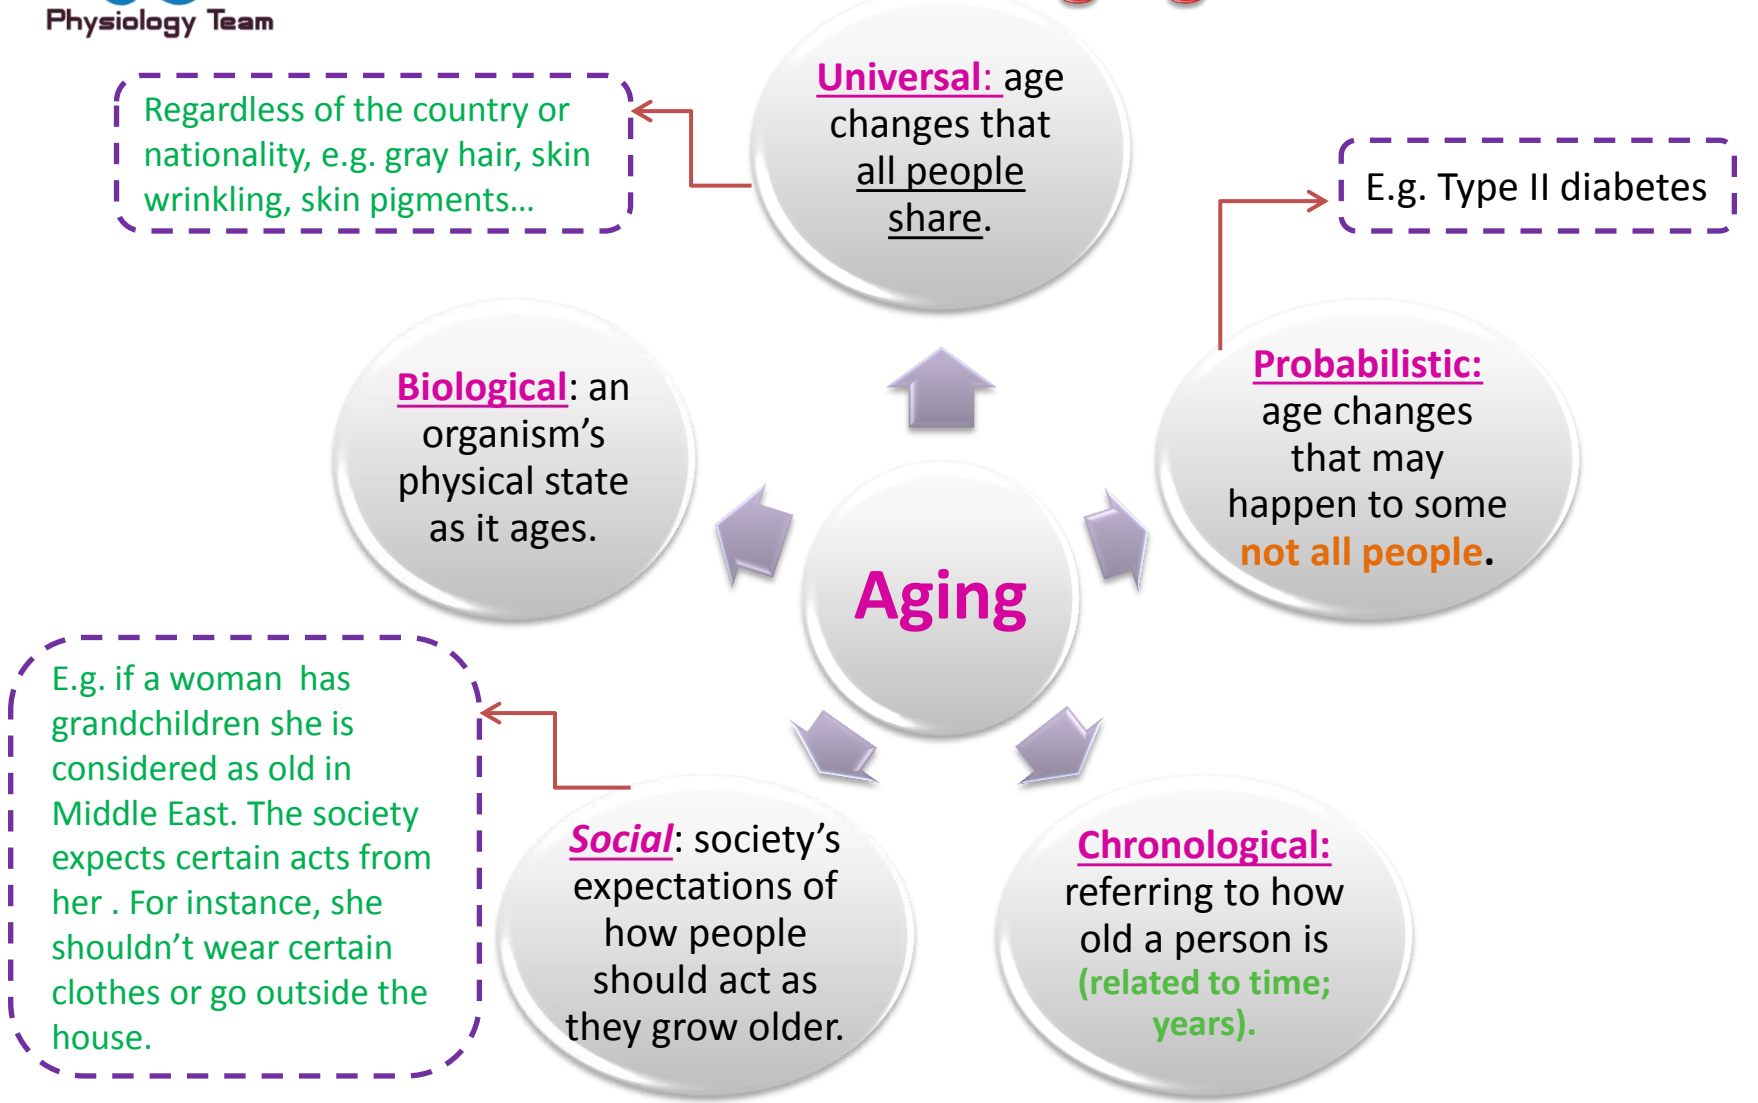 Physiology Team
Universal: age
changes that
all people
share.
Regardless of the country or
nationality, e.g. gray hair, skin
wrinkling, skin pigments…
E.g. Type II diabetes
Probabilistic:
age changes
that may
happen to some
not all people.
Biological: an
organism’s
physical state
as it ages.
Aging
E.g. if a woman  has
grandchildren she is
considered as old in
Middle East. The society
expects certain acts from
her . For instance, she
shouldn’t wear certain
clothes or go outside the
house.
Social: society’s
expectations of
how people
should act as
they grow older.
Chronological:
referring to how
old a person is
(related to time;
years).